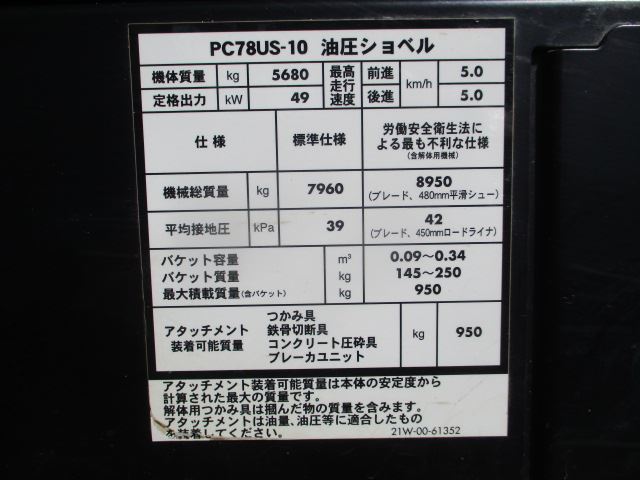 PC78US-10 油圧ショベル
機体質量 kg 5680 最高走行速度 前進 km/h 5.0
定格出力 kW 49 後進 5.0
仕様 標準仕様 労働安全衛生法による最も不利な仕様
(含解体用機械)
機械総質量 kg 7960 8950
(ブレード、480mm平滑シュー)
平均接地圧 kPa 39 42
(ブレード、450mmロードライナ)
バケット容量 m³ 0.09~0.34
バケット質量 kg 145~250
最大積載質量(含バケット) kg 950
アタッチメント装着可能質量
つかみ具
鉄骨切断具
コンクリート圧砕具
ブレーカユニット
kg 950
アタッチメント装着可能質量は本体の安定度から
計算された最大の質量です。
解体用つかみ具は掴んだ物の質量を含みます。
アタッチメントは油量、油圧等に適合したもの
を装着してください。
21W-00-61352